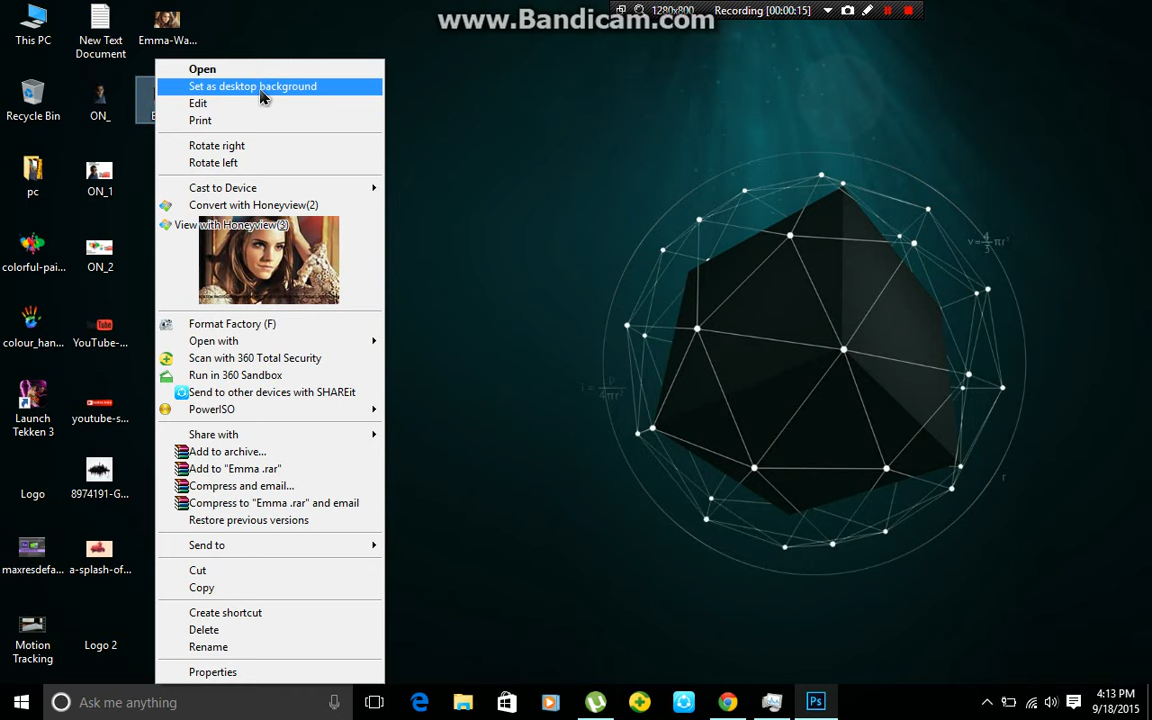 www.Bandicam.com
1280x800
Recording [00:00:15]
This PC
New Text
Document
Emma-Wa...
Recycle Bin
ON_
pc
ON_1
colorful-pai...
ON_2
colour_han...
YouTube-...
Launch
Tekken 3
youtube-s...
Logo
8974191-G...
maxresdefa...
a-splash-of...
Motion
Tracking
Logo 2
Open
Set as desktop background
Edit
Print
Rotate right
Rotate left
Cast to Device
Convert with Honeyview(2)
View with Honeyview(3)
Format Factory (F)
Open with
Scan with 360 Total Security
Run in 360 Sandbox
Send to other devices with SHAREit
PowerISO
Share with
Add to archive...
Add to "Emma .rar"
Compress and email...
Compress to "Emma .rar" and email
Restore previous versions
Send to
Cut
Copy
Create shortcut
Delete
Rename
Properties
r
Ask me anything
Ps
4:13 PM
9/18/2015